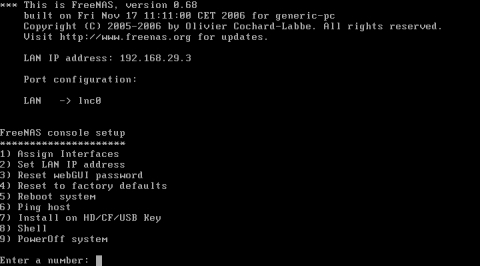 *** This is FreeNAS, version 0.68
built on Fri Nov 17 11:11:00 CET 2006 for generic-pc
Copyright (C) 2005-2006 by Olivier Cochard-Labbe. All rights reserved.
Visit http://www.freenas.org for updates.
LAN IP address: 192.168.29.3
Port configuration:
LAN -> lnc0
FreeNAS console setup
**********************
1) Assign Interfaces
2) Set LAN IP address
3) Reset webGUI password
4) Reset to factory defaults
5) Reboot system
6) Ping host
7) Install on HD/CF/USB Key
8) Shell
9) PowerOff system
Enter a number: